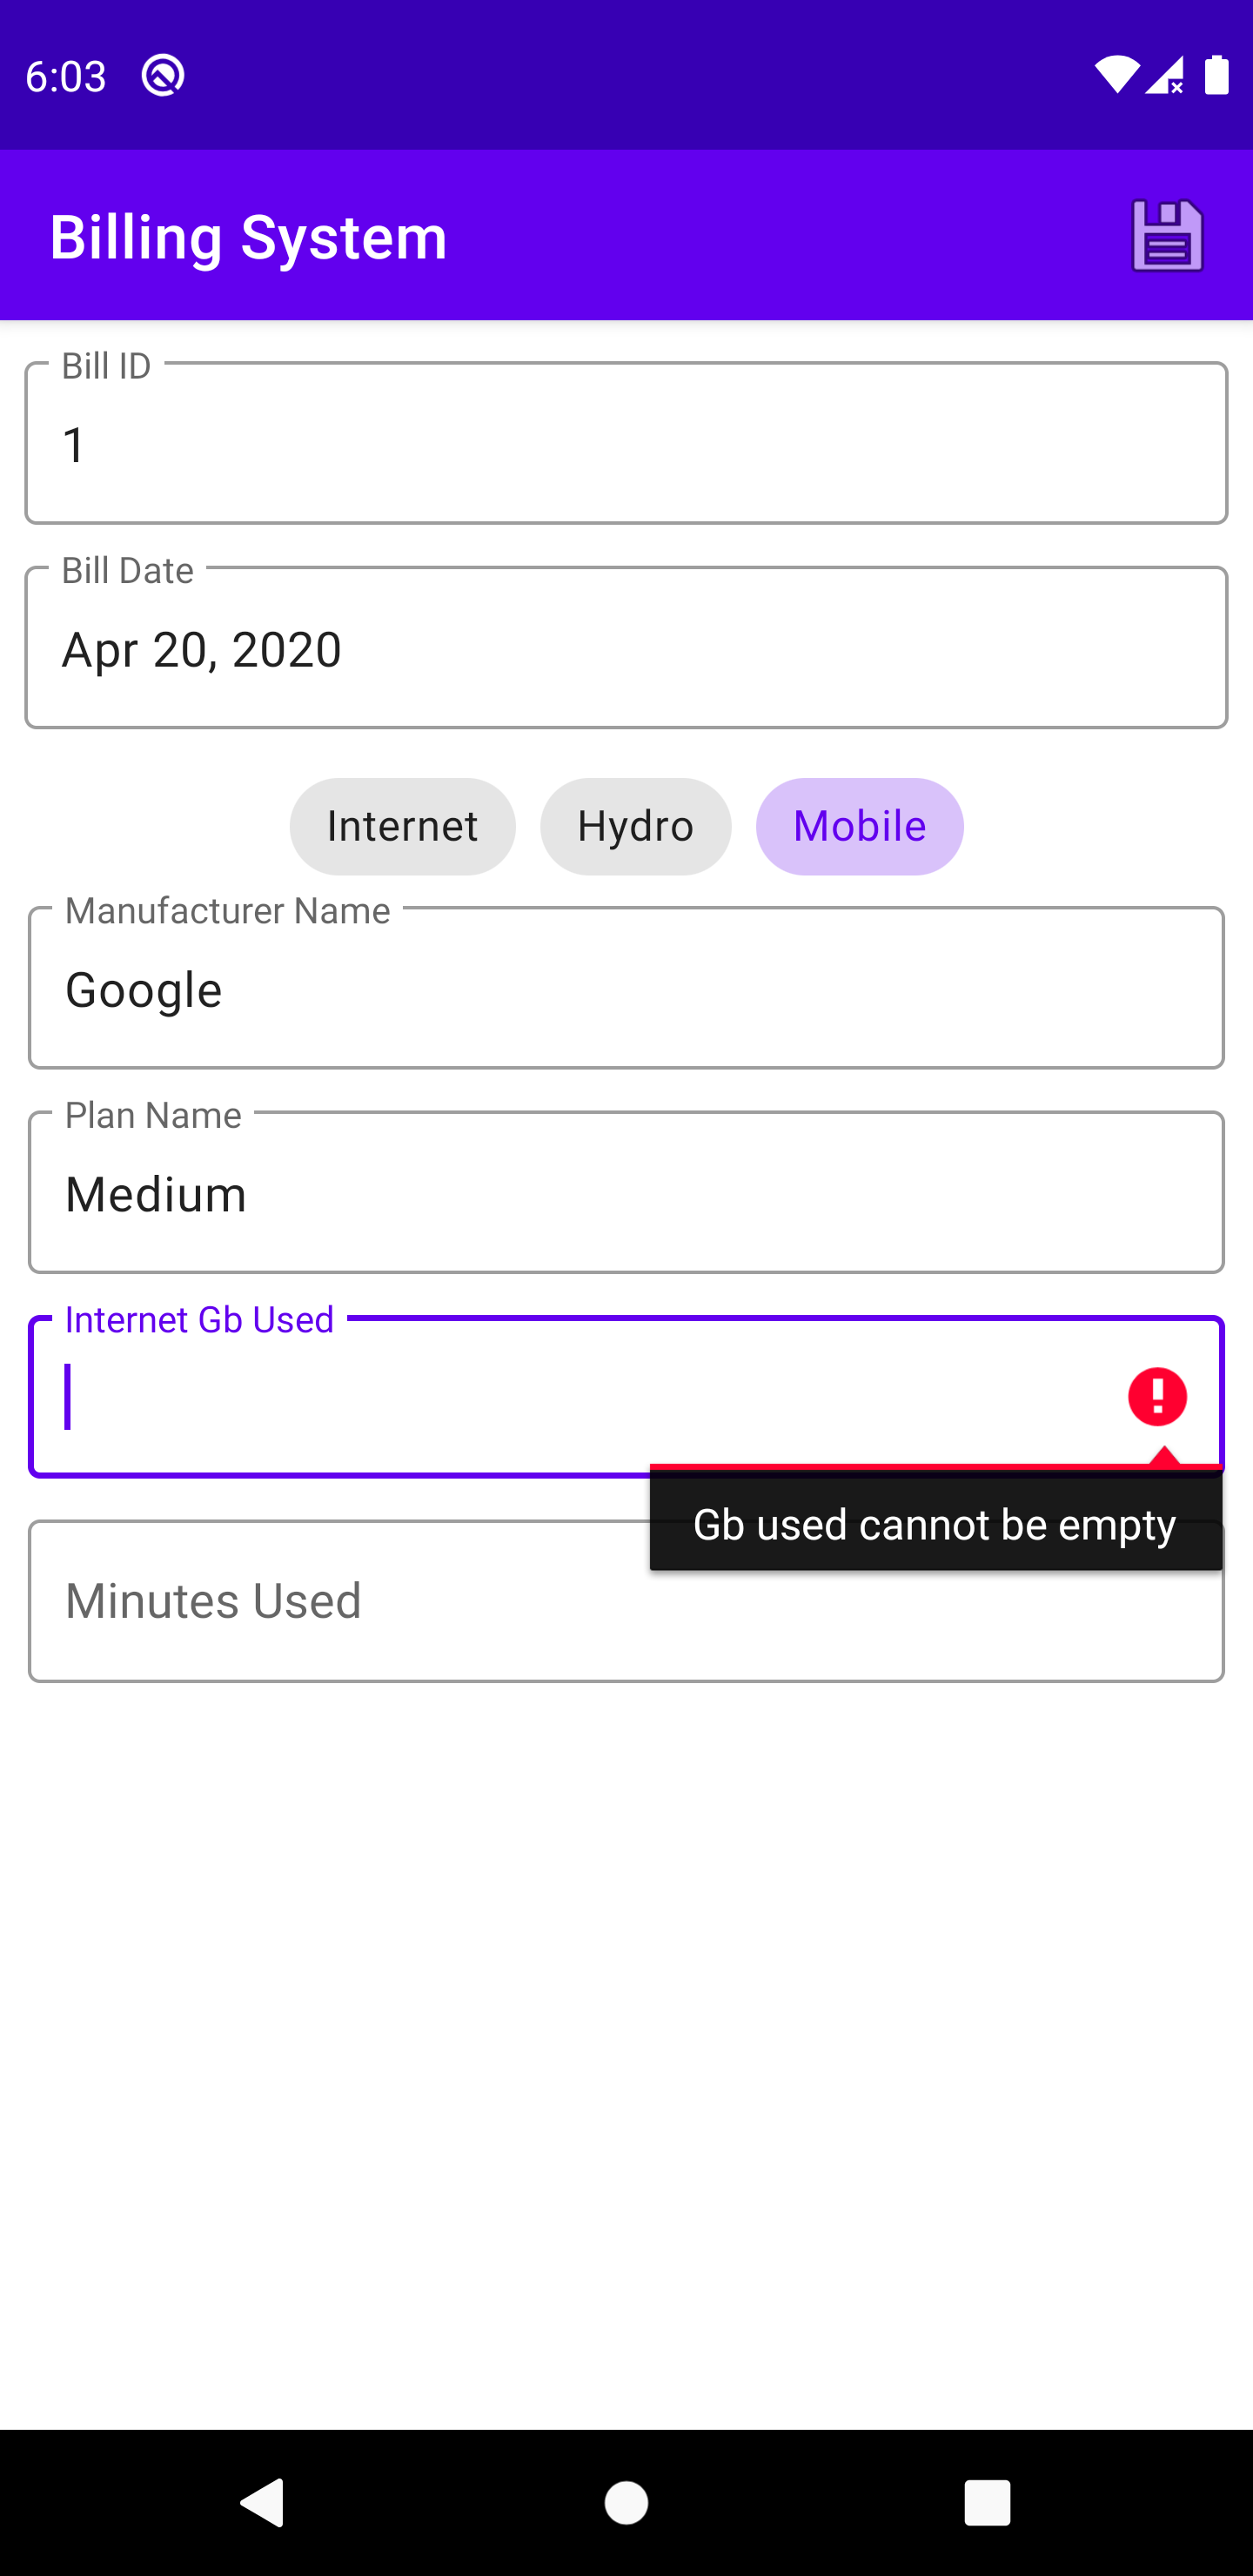 6:03
Billing System
Bill ID
1
Bill Date
Apr 20, 2020
Internet Hydro Mobile
Manufacturer Name
Google
Plan Name
Medium
Internet Gb Used
Gb used cannot be empty
Minutes Used